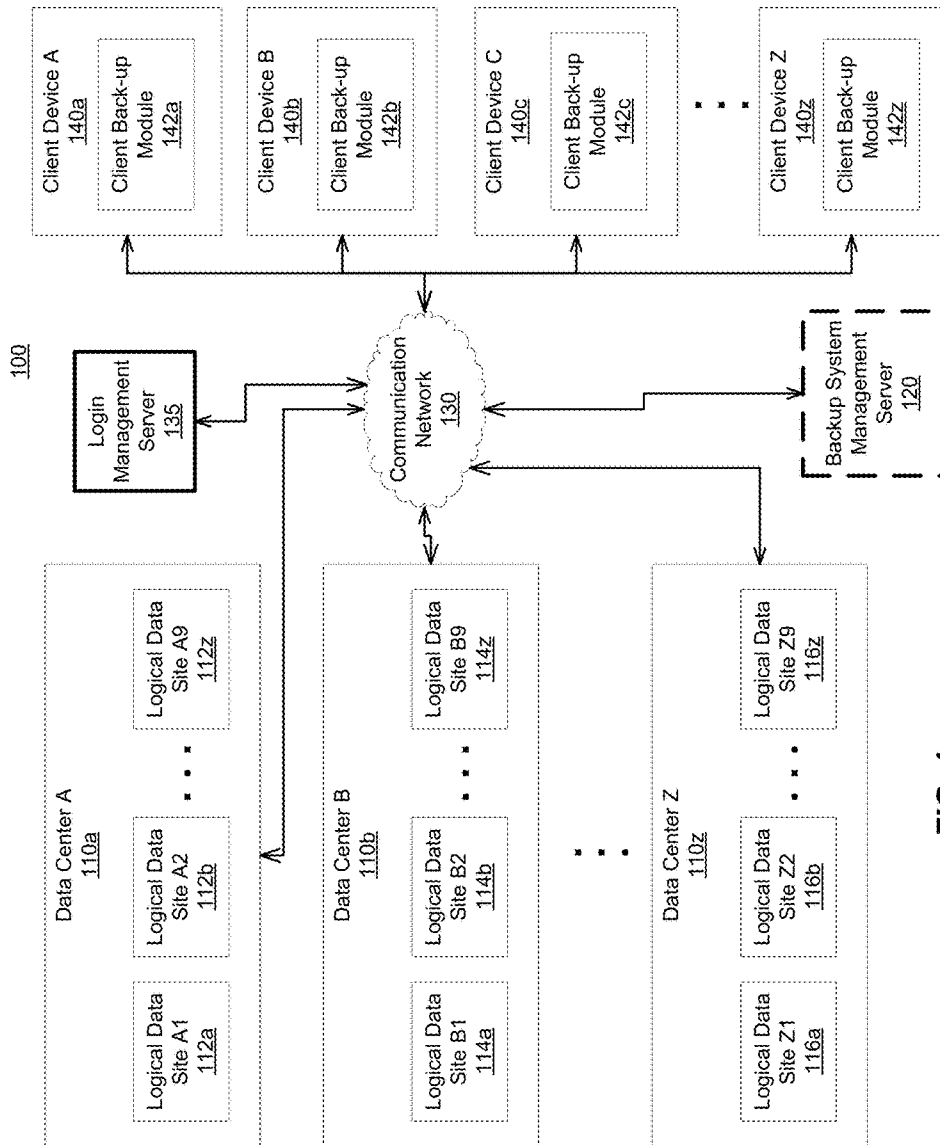 100
Data Center A
110a
Logical Data
Site A1
112a
Logical Data
Site A2
112b
Logical Data
Site A9
112z
Data Center B
110b
Logical Data
Site B1
114a
Logical Data
Site B2
114b
Logical Data
Site B9
114z
Data Center Z
110z
Logical Data
Site Z1
116a
Logical Data
Site Z2
116b
Logical Data
Site Z9
116z
Login
Management
Server
135
Communication
Network
130
Backup System
Management
Server
120
Client Device A
140a
Client Back-up
Module
142a
Client Device B
140b
Client Back-up
Module
142b
Client Device C
140c
Client Back-up
Module
142c
Client Device Z
140z
Client Back-up
Module
142z